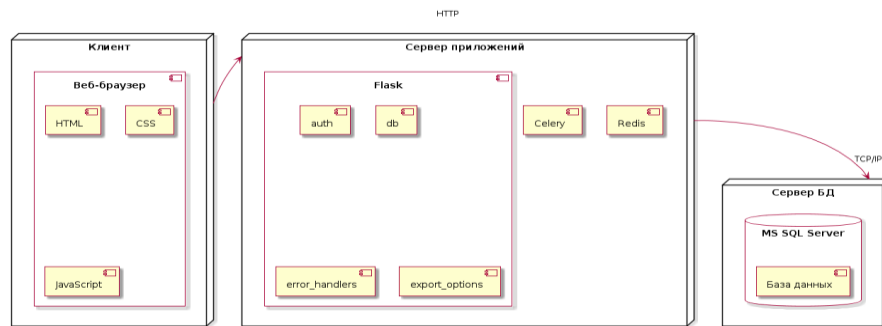 HTTP
Клиент
Веб-браузер
HTML
CSS
JavaScript
Сервер приложений
Flask
auth
db
error_handlers
export_options
Celery
Redis
TCP/IP
Сервер БД
MS SQL Server
База данных